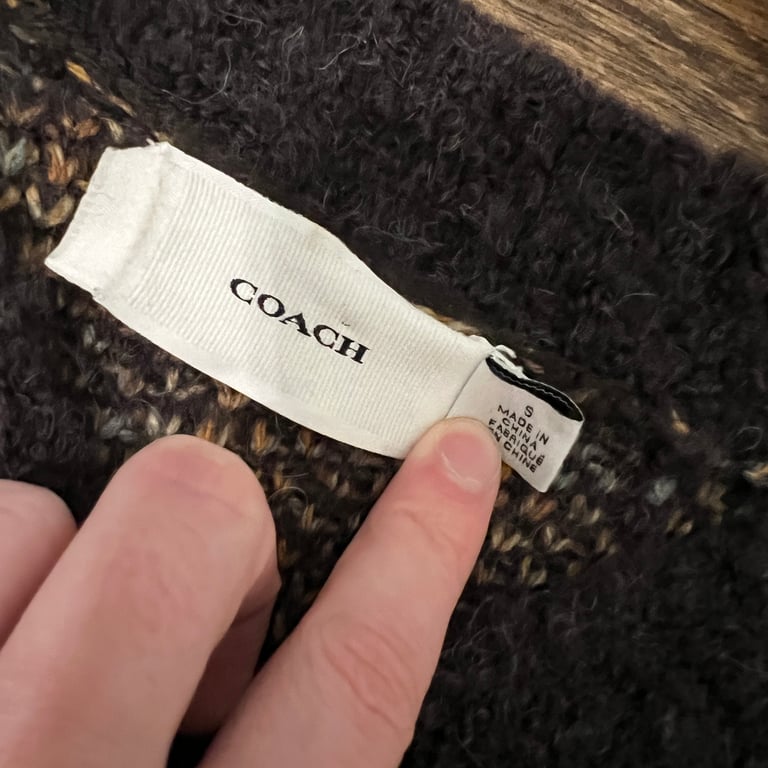 COACH
S
MADE IN
CHINA
FABRIQUÉ
EN CHINE